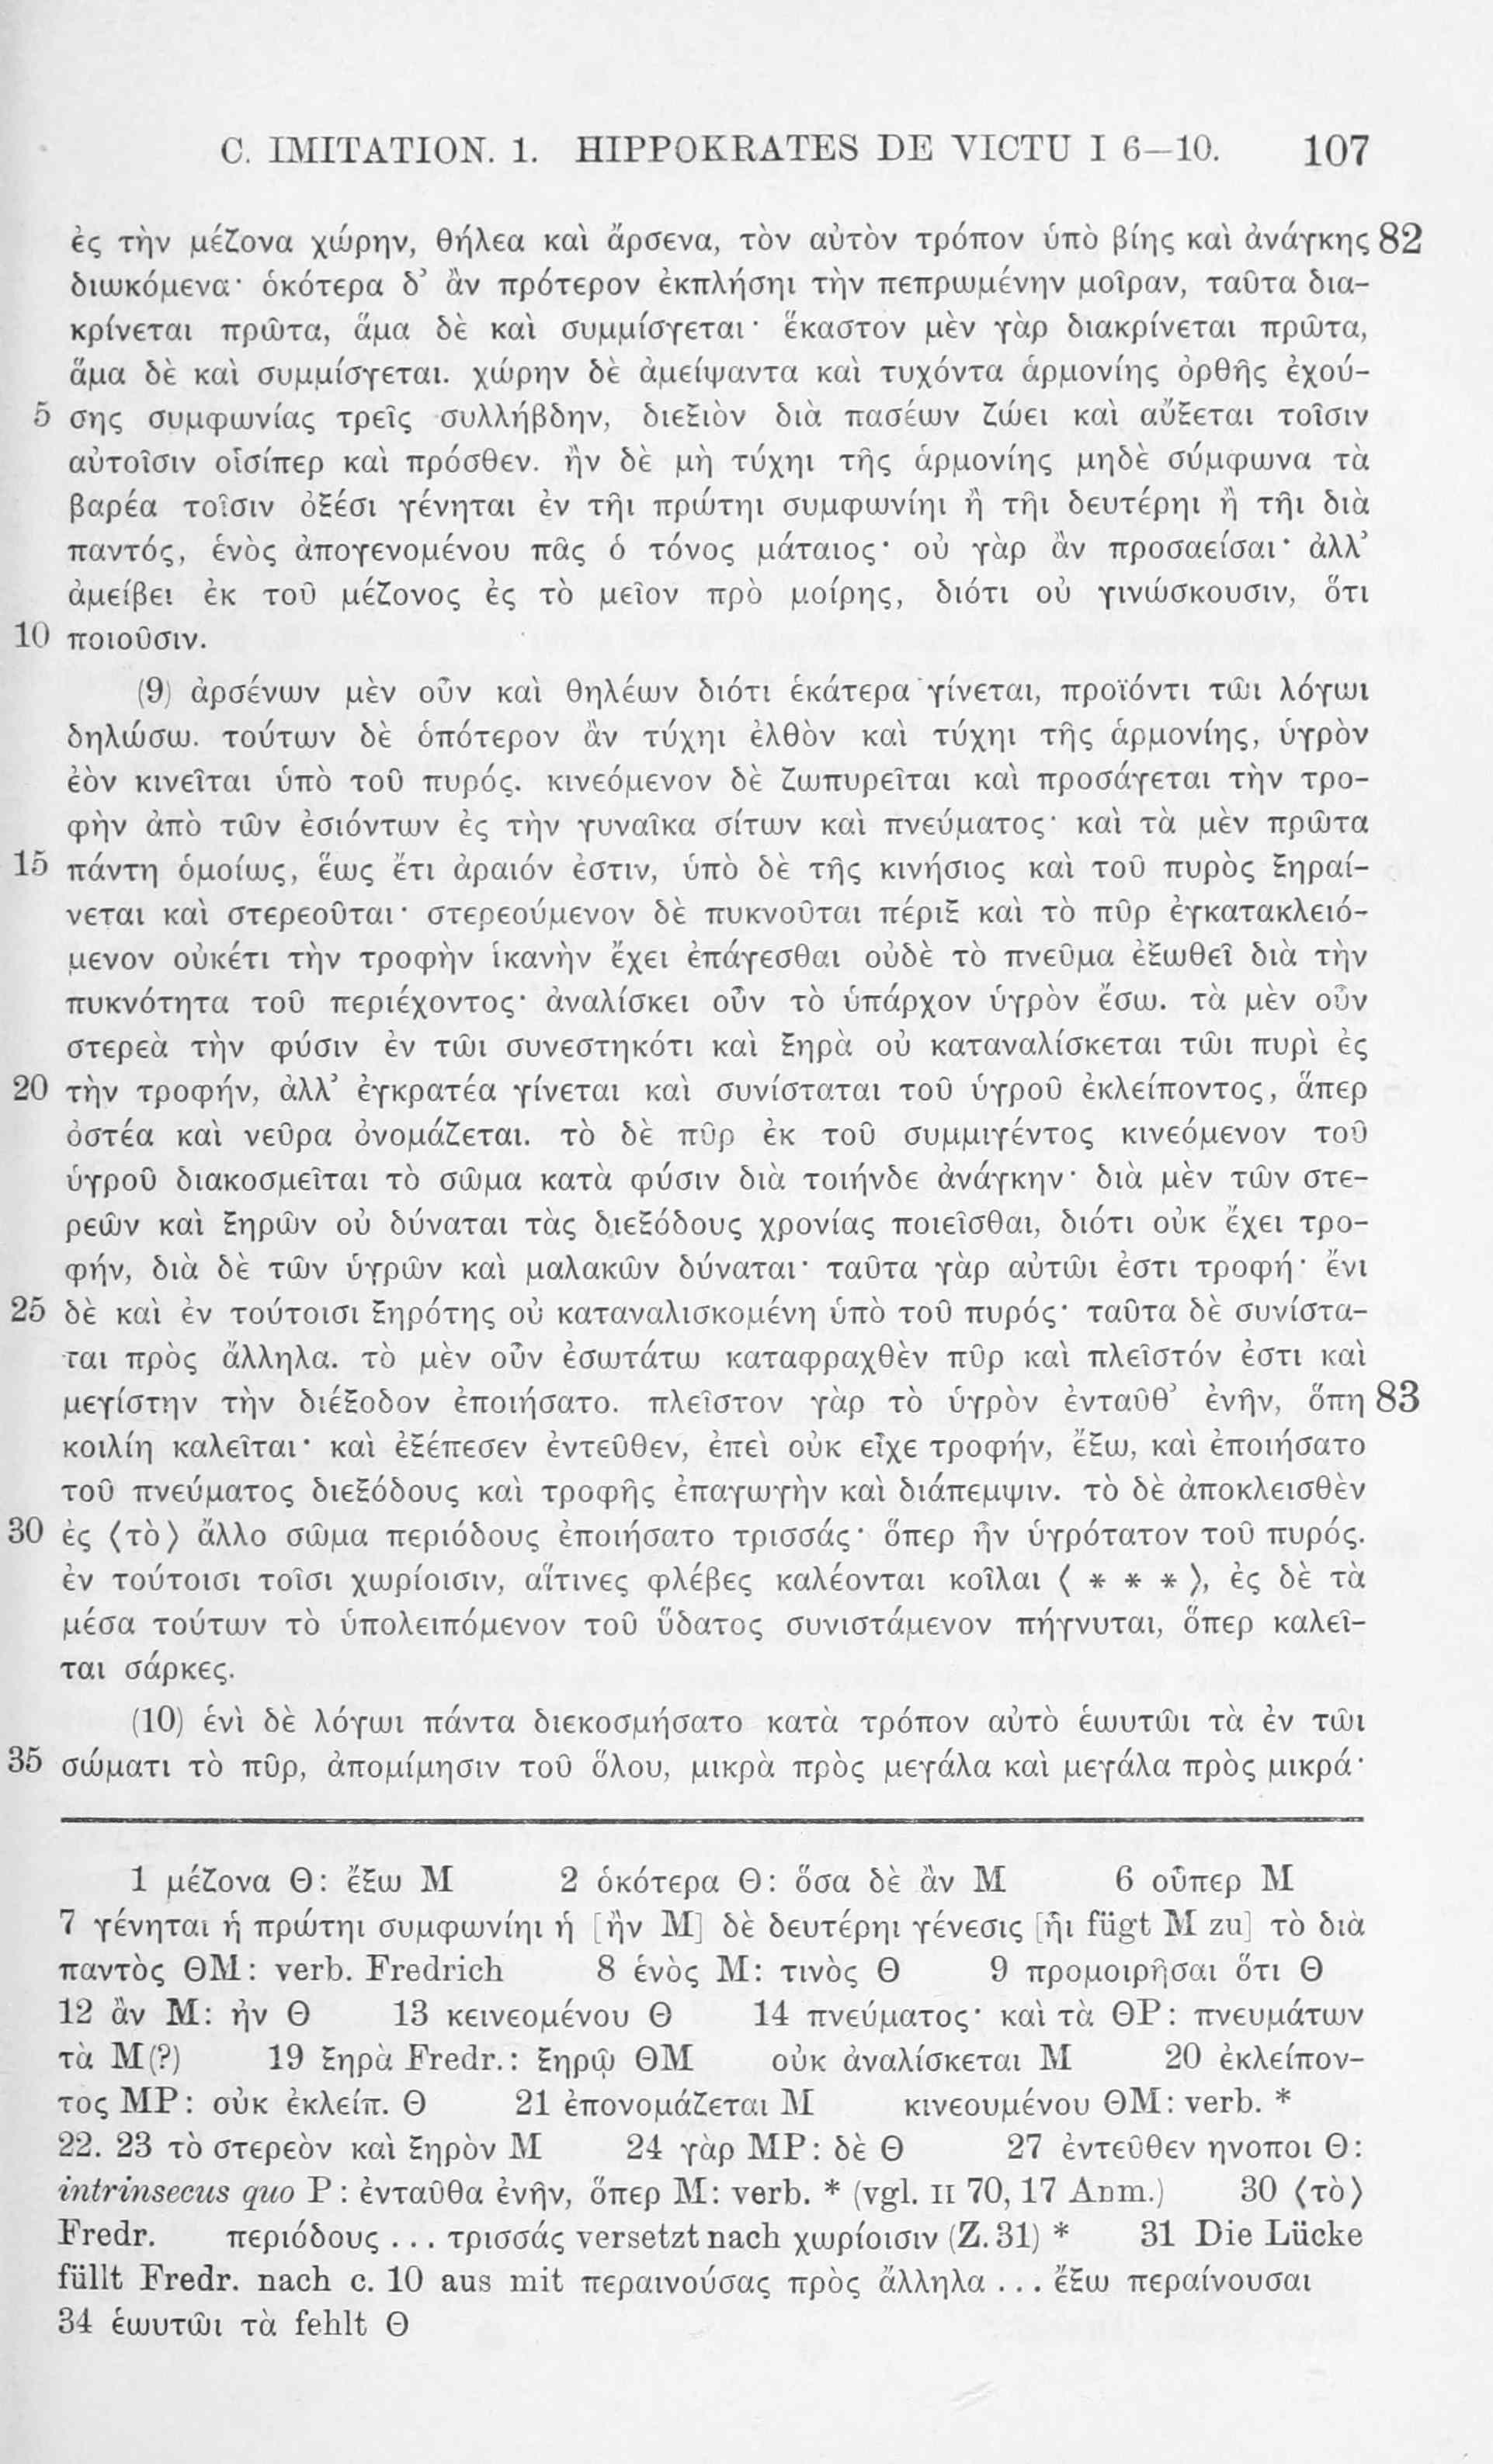 C. IMITATION. 1. HIPPOKRATES DE VICTU I 6—10. 107
ἐς τὴν μέζονα χώρην, θήλεα καὶ ἄρσενα, τὸν αὐτὸν τρόπον ὑπὸ βίης καὶ ἀνάγκης 82
διωκόμενα· ὁκότερα δ’ ἂν πρότερον ἐκπλήσηι τὴν πεπρωμένην μοῖραν, ταῦτα δια-
κρίνεται πρῶτα, ἅμα δὲ καὶ συμμίσγεται· ἕκαστον μὲν γὰρ διακρίνεται πρῶτα,
ἅμα δὲ καὶ συμμίσγεται. χώρην δὲ ἀμείψαντα καὶ τυχόντα ἁρμονίης ὀρθῆς ἐχού-
5 σης συμφωνίας τρεῖς συλλήβδην, διεξιὸν διὰ πασέων ζώει καὶ αὔξεται τοῖσιν
αὐτοῖσιν οἷσίπερ καὶ πρόσθεν. ἢν δὲ μὴ τύχηι τῆς ἁρμονίης μηδὲ σύμφωνα τὰ
βαρέα τοῖσιν ὀξέσι γένηται ἐν τῆι πρώτηι συμφωνίηι ἢ τῆι δευτέρηι ἢ τῆι διὰ
παντός, ἑνὸς ἀπογενομένου πᾶς ὁ τόνος μάταιος· οὐ γὰρ ἂν προσαείσαι· ἀλλ’
ἀμείβει ἐκ τοῦ μέζονος ἐς τὸ μεῖον πρὸ μοίρης, διότι οὐ γινώσκουσιν, ὅτι
10 ποιοῦσιν.
(9) ἀρσένων μὲν οὖν καὶ θηλέων διότι ἑκάτερα γίνεται, προϊόντι τῶι λόγωι
δηλώσω. τούτων δὲ ὁπότερον ἂν τύχηι ἐλθὸν καὶ τύχηι τῆς ἁρμονίης, ὑγρὸν
ἐὸν κινεῖται ὑπὸ τοῦ πυρός. κινεόμενον δὲ ζωπυρεῖται καὶ προσάγεται τὴν τρο-
φὴν ἀπὸ τῶν ἐσιόντων ἐς τὴν γυναῖκα σίτων καὶ πνεύματος· καὶ τὰ μὲν πρῶτα
15 πάντη ὁμοίως, ἕως ἔτι ἀραιόν ἐστιν, ὑπὸ δὲ τῆς κινήσιος καὶ τοῦ πυρὸς ξηραί-
νεται καὶ στερεοῦται· στερεούμενον δὲ πυκνοῦται πέριξ καὶ τὸ πῦρ ἐγκατακλειό-
μενον οὐκέτι τὴν τροφὴν ἱκανὴν ἔχει ἐπάγεσθαι οὐδὲ τὸ πνεῦμα ἐξωθεῖ διὰ τὴν
πυκνότητα τοῦ περιέχοντος· ἀναλίσκει οὖν τὸ ὑπάρχον ὑγρὸν ἔσω. τὰ μὲν οὖν
στερεὰ τὴν φύσιν ἐν τῶι συνεστηκότι καὶ ξηρὰ οὐ καταναλίσκεται τῶι πυρὶ ἐς
20 τὴν τροφήν, ἀλλ’ ἐγκρατέα γίνεται καὶ συνίσταται τοῦ ὑγροῦ ἐκλείποντος, ἅπερ
ὀστέα καὶ νεῦρα ὀνομάζεται. τὸ δὲ πῦρ ἐκ τοῦ συμμιγέντος κινεόμενον τοῦ
ὑγροῦ διακοσμεῖται τὸ σῶμα κατὰ φύσιν διὰ τοιήνδε ἀνάγκην· διὰ μὲν τῶν στε-
ρεῶν καὶ ξηρῶν οὐ δύναται τὰς διεξόδους χρονίας ποιεῖσθαι, διότι οὐκ ἔχει τρο-
φήν, διὰ δὲ τῶν ὑγρῶν καὶ μαλακῶν δύναται· ταῦτα γὰρ αὐτῶι ἐστι τροφή· ἔνι
25 δὲ καὶ ἐν τούτοισι ξηρότης οὐ καταναλισκομένη ὑπὸ τοῦ πυρός· ταῦτα δὲ συνίστα-
ται πρὸς ἄλληλα. τὸ μὲν οὖν ἐσωτάτω καταφραχθὲν πῦρ καὶ πλεῖστόν ἐστι καὶ
μεγίστην τὴν διέξοδον ἐποιήσατο. πλεῖστον γὰρ τὸ ὑγρὸν ἐνταῦθ’ ἐνῆν, ὅπη 83
κοιλίη καλεῖται· καὶ ἐξέπεσεν ἐντεῦθεν, ἐπεὶ οὐκ εἶχε τροφήν, ἔξω, καὶ ἐποιήσατο
τοῦ πνεύματος διεξόδους καὶ τροφῆς ἐπαγωγὴν καὶ διάπεμψιν. τὸ δὲ ἀποκλεισθὲν
30 ἐς ⟨τὸ⟩ ἄλλο σῶμα περιόδους ἐποιήσατο τρισσάς· ὅπερ ἦν ὑγρότατον τοῦ πυρός.
ἐν τούτοισι τοῖσι χωρίοισιν, αἵτινες φλέβες καλέονται κοῖλαι ⟨ * * * ⟩, ἐς δὲ τὰ
μέσα τούτων τὸ ὑπολειπόμενον τοῦ ὕδατος συνιστάμενον πήγνυται, ὅπερ καλεῖ-
ται σάρκες.
(10) ἑνὶ δὲ λόγωι πάντα διεκοσμήσατο κατὰ τρόπον αὐτὸ ἑωυτῶι τὰ ἐν τῶι
35 σώματι τὸ πῦρ, ἀπομίμησιν τοῦ ὅλου, μικρὰ πρὸς μεγάλα καὶ μεγάλα πρὸς μικρά·
1 μέζονα Θ: ἔξω M 2 ὁκότερα Θ: ὅσα δὲ ἂν M 6 οὗπερ M
7 γένηται ἡ πρώτηι συμφωνίηι ἡ [ἢν M] δὲ δευτέρηι γένεσις [ἧι fügt M zu] τὸ διὰ
παντὸς ΘM: verb. Fredrich 8 ἑνὸς M: τινὸς Θ 9 προμοιρῆσαι ὅτι Θ
12 ἂν M: ἠν Θ 13 κεινεομένου Θ 14 πνεύματος· καὶ τὰ ΘP: πνευμάτων
τὰ M(?) 19 ξηρὰ Fredr.: ξηρῷ ΘM οὐκ ἀναλίσκεται M 20 ἐκλείπον-
τος MP: οὐκ ἐκλείπ. Θ 21 ἐπονομάζεται M κινεουμένου ΘM: verb. *
22. 23 τὸ στερεὸν καὶ ξηρὸν M 24 γὰρ MP: δὲ Θ 27 ἐντεῦθεν ηνοποι Θ:
intrinsecus quo P: ἐνταῦθα ἐνῆν, ὅπερ M: verb. * (vgl. II 70, 17 Anm.) 30 ⟨τὸ⟩
Fredr. περιόδους ... τρισσάς versetzt nach χωρίοισιν (Z. 31) * 31 Die Lücke
füllt Fredr. nach c. 10 aus mit περαινούσας πρὸς ἄλληλα ... ἔξω περαίνουσαι
34 ἑωυτῶι τὰ fehlt Θ